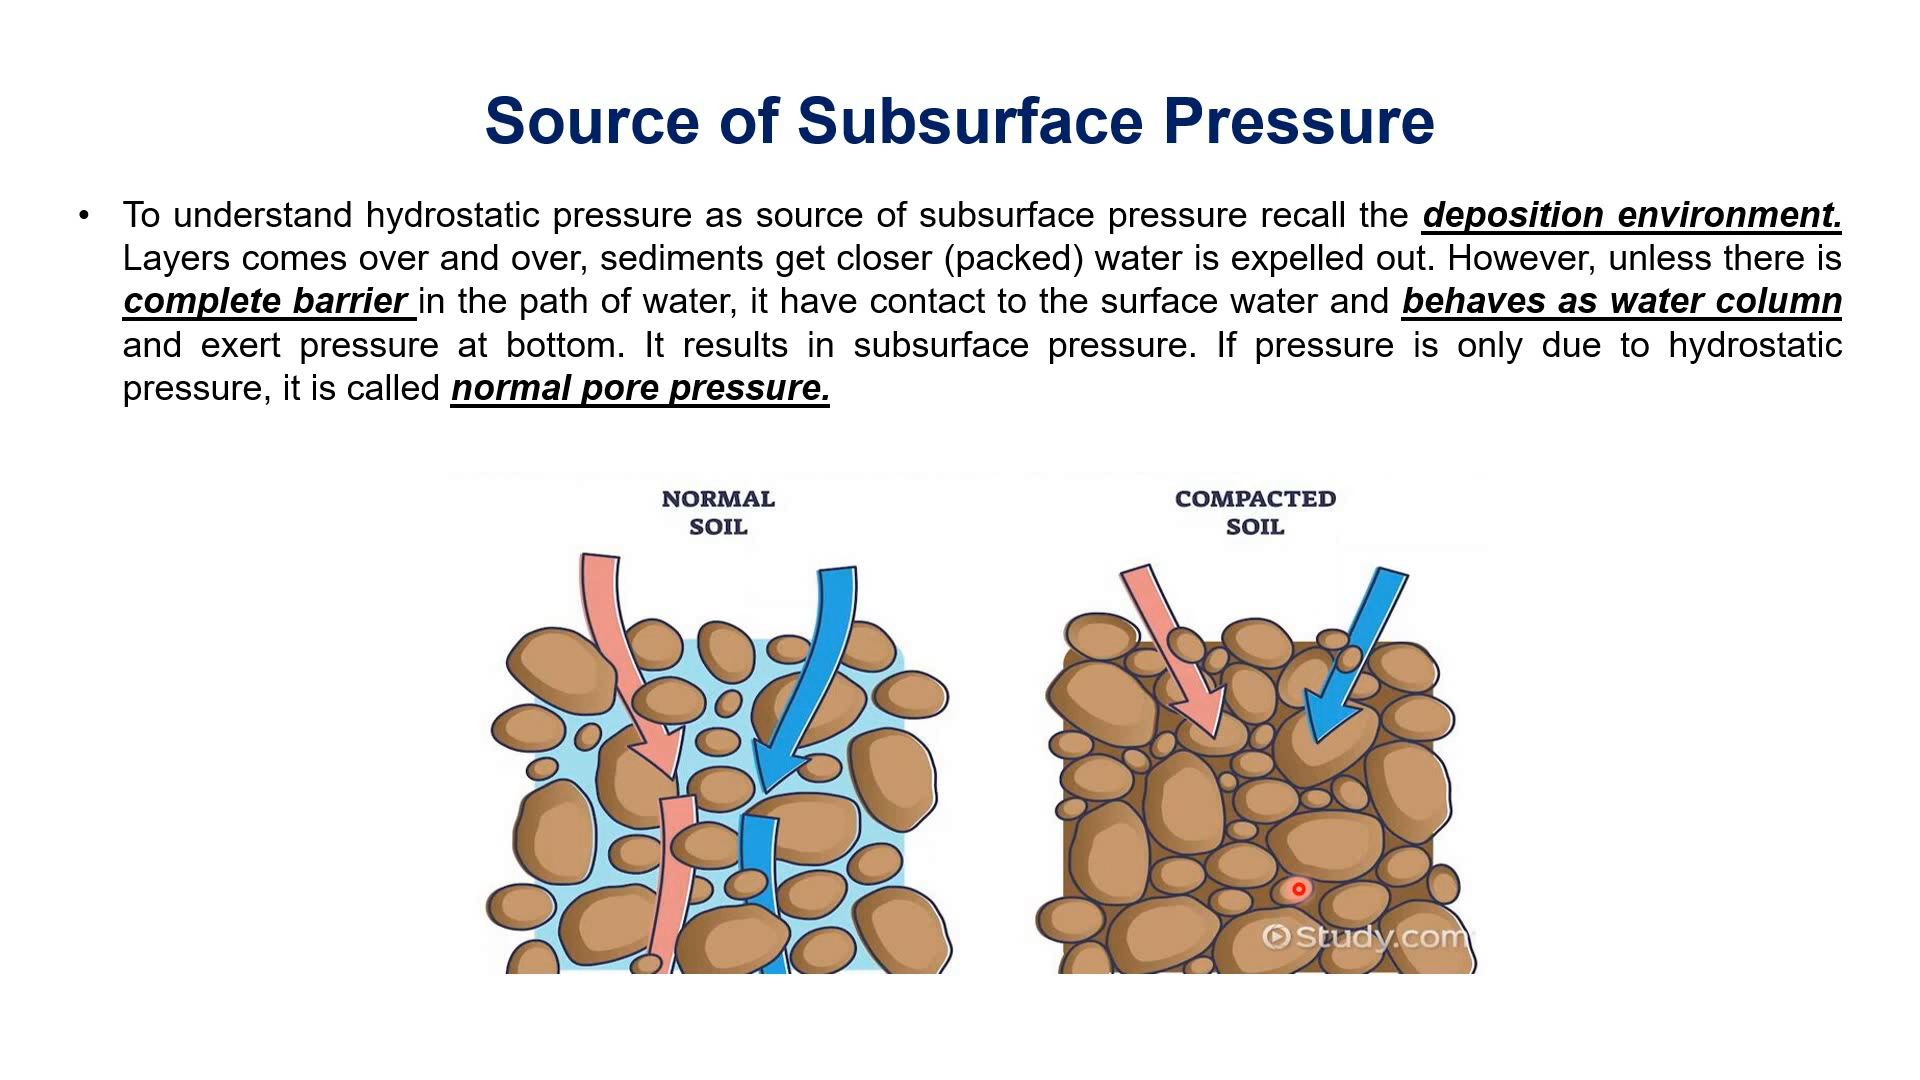 Source of Subsurface Pressure
• To understand hydrostatic pressure as source of subsurface pressure recall the deposition environment.
Layers comes over and over, sediments get closer (packed) water is expelled out. However, unless there is
complete barrier in the path of water, it have contact to the surface water and behaves as water column
and exert pressure at bottom. It results in subsurface pressure. If pressure is only due to hydrostatic
pressure, it is called normal pore pressure.
NORMAL
SOIL
COMPACTED
SOIL
Study.com